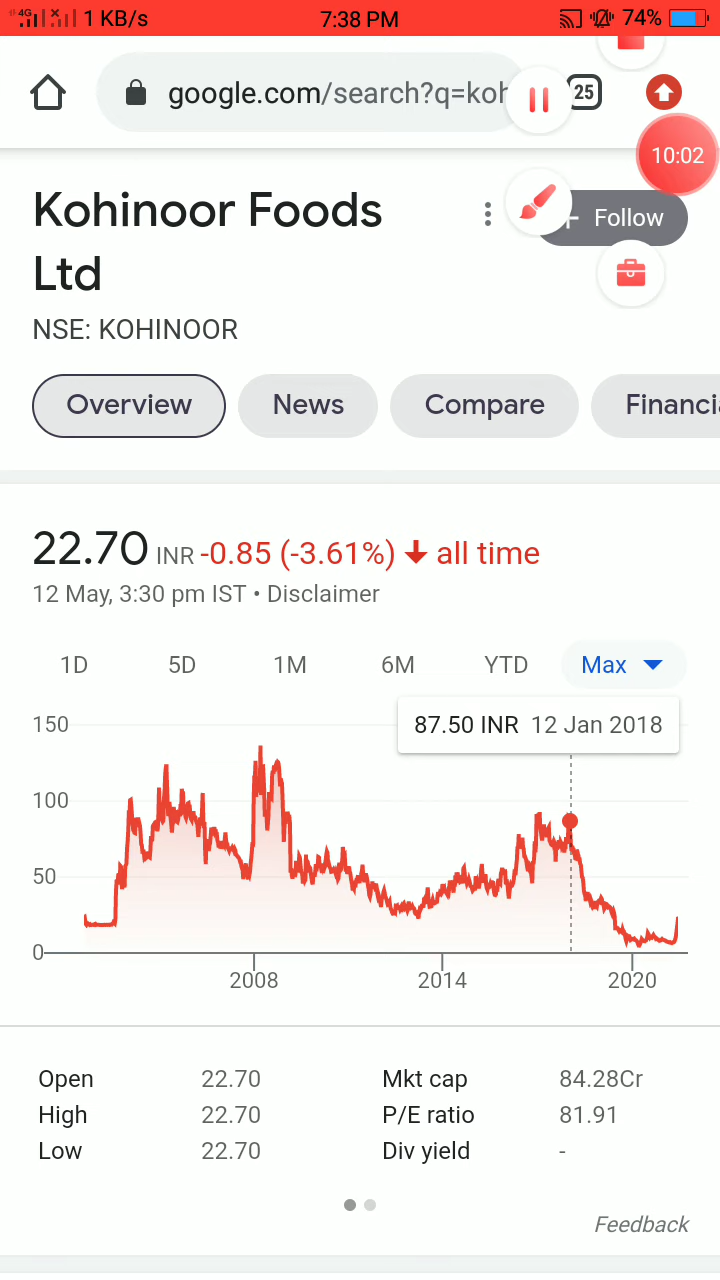 4G 1 KB/s 7:38 PM 74%
google.com/search?q=koh 25
10:02
Kohinoor Foods
Ltd
+ Follow
NSE: KOHINOOR
Overview News Compare Financia
22.70 INR -0.85 (-3.61%) ↓ all time
12 May, 3:30 pm IST • Disclaimer
1D 5D 1M 6M YTD Max
87.50 INR 12 Jan 2018
150
100
50
0
2008 2014 2020
Open 22.70 Mkt cap 84.28Cr
High 22.70 P/E ratio 81.91
Low 22.70 Div yield -
Feedback